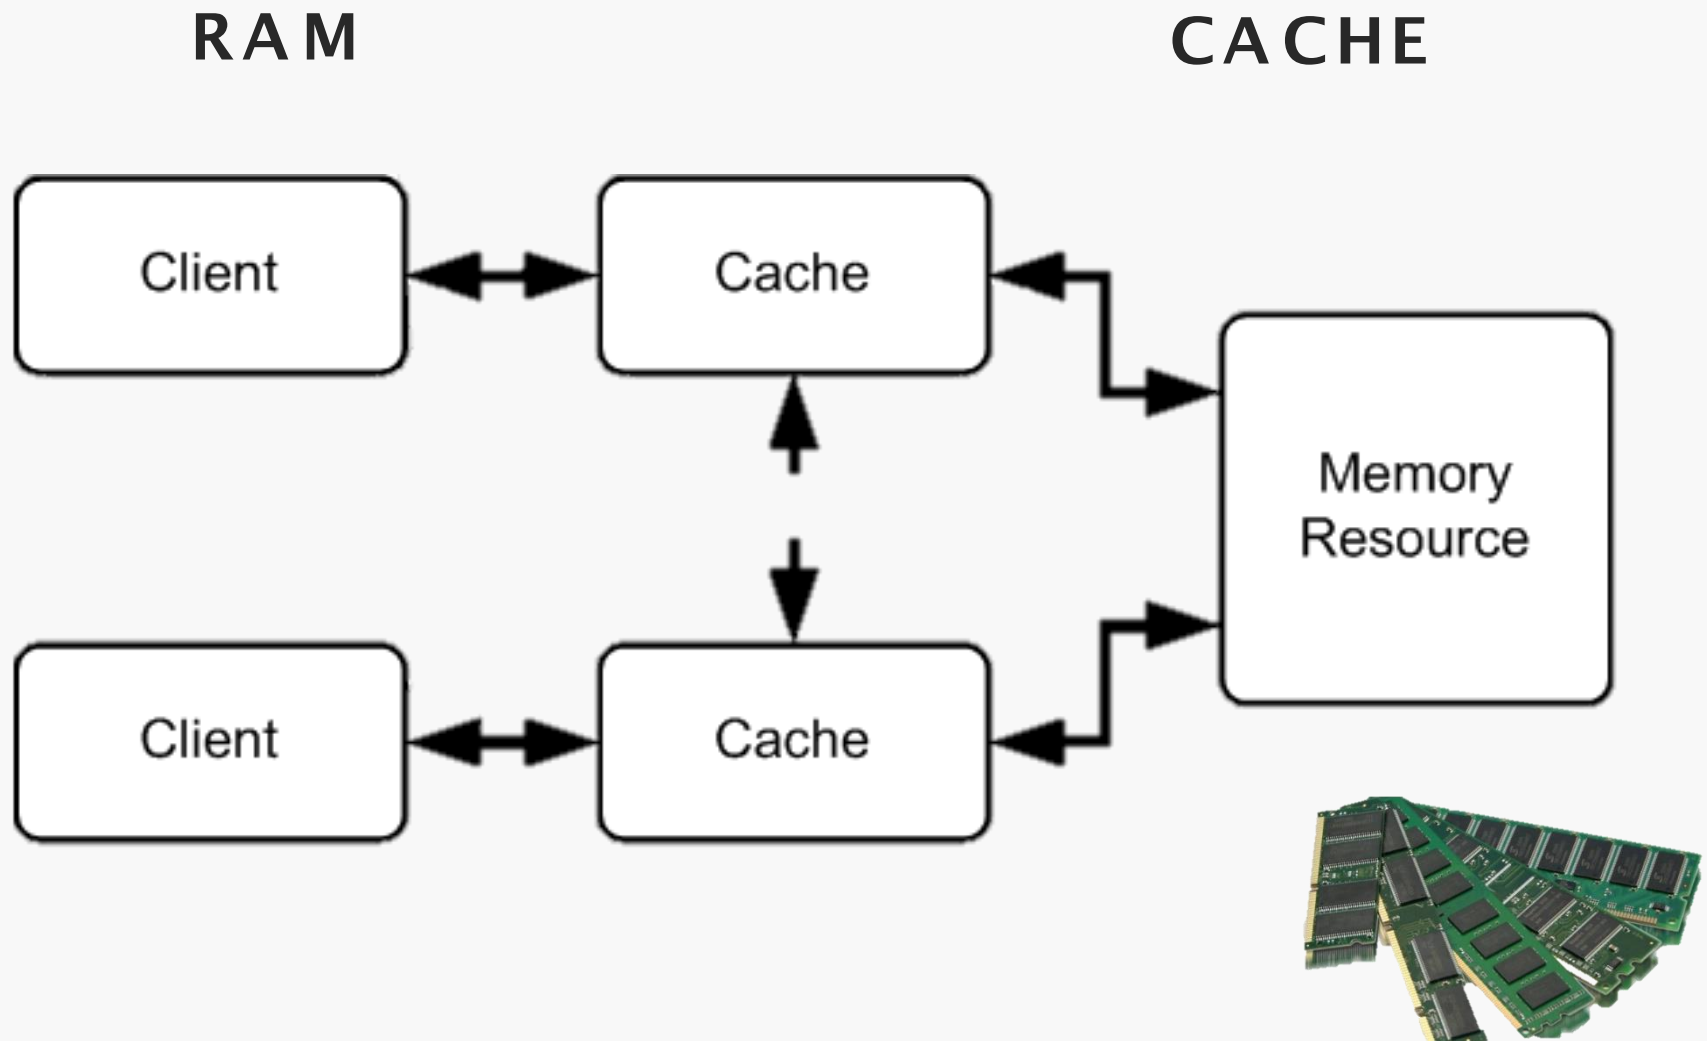 RAM
CACHE
Client
Cache
Memory
Resource
Client
Cache